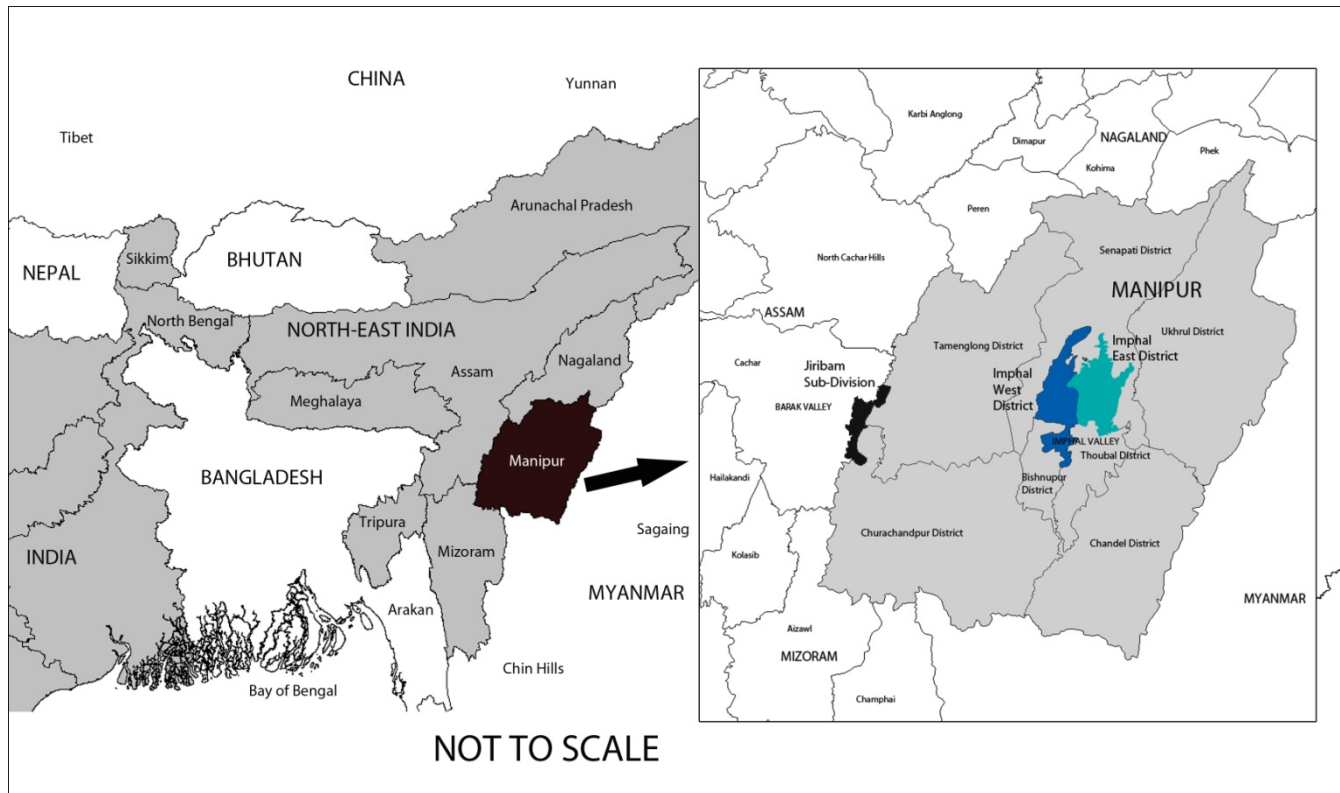 CHINA
Yunnan
Tibet
Arunachal Pradesh
Sikkim
BHUTAN
NEPAL
North Bengal
NORTH-EAST INDIA
Nagaland
Assam
Meghalaya
Manipur
BANGLADESH
Tripura
Sagaing
Mizoram
INDIA
MYANMAR
Arakan
Chin Hills
Bay of Bengal
NOT TO SCALE
Karbi Anglong
Dimapur
NAGALAND
Phek
Kohima
Peren
Senapati District
North Cachar Hills
MANIPUR
ASSAM
Ukhrul District
Tamenglong District
Imphal
East District
Cachar
Jiribam
Sub-Division
Imphal
West
District
BARAK VALLEY
IMPHAL VALLEY
Thoubal District
Hailakandi
Bishnupur
District
Churachandpur District
Chandel District
Kolasib
MYANMAR
Aizawl
MIZORAM
Champhai